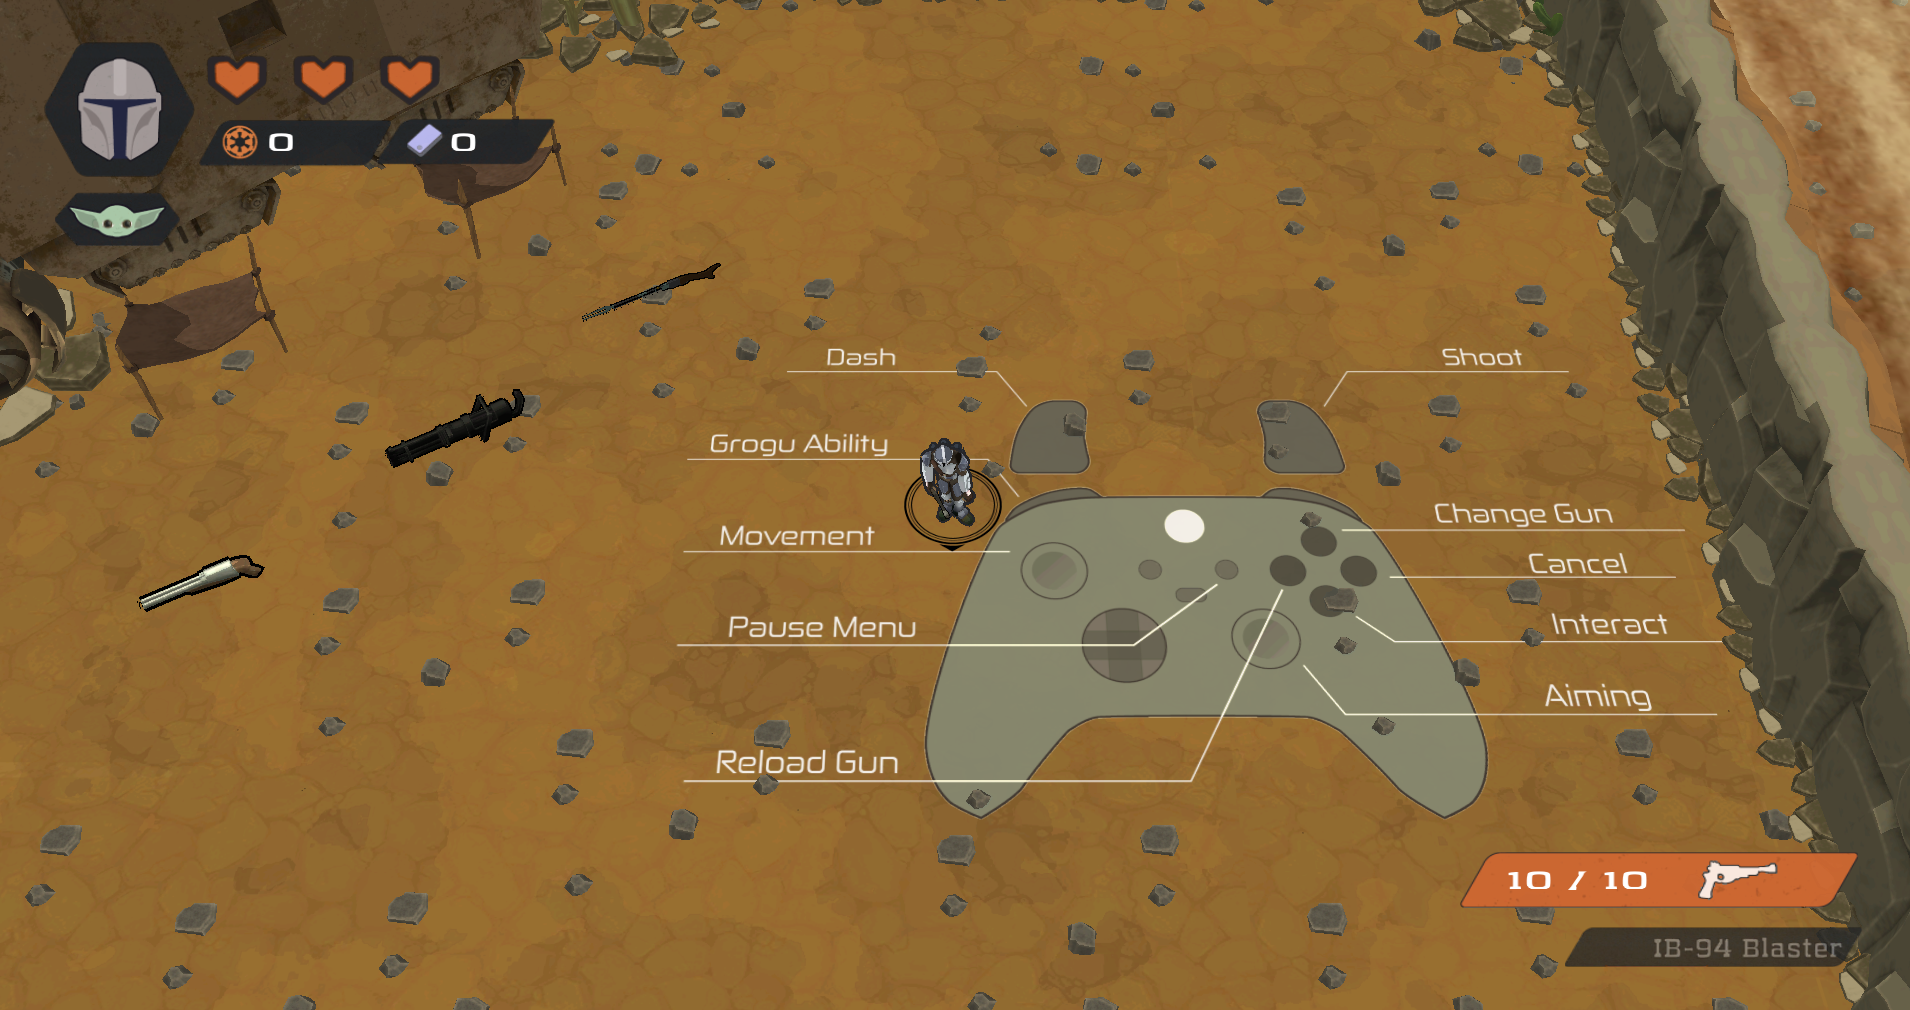 0
0
Dash
Shoot
Grogu Ability
Change Gun
Movement
Cancel
Pause Menu
Interact
Aiming
Reload Gun
10 / 10
IB-94 Blaster